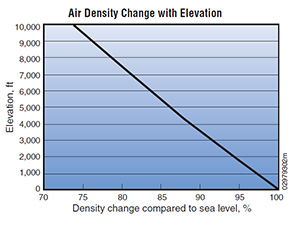 Air Density Change with Elevation
Elevation, ft
10,000
9,000
8,000
7,000
6,000
5,000
4,000
3,000
2,000
1,000
0
70 75 80 85 90 95 100
Density change compared to sea level, %
02979302m